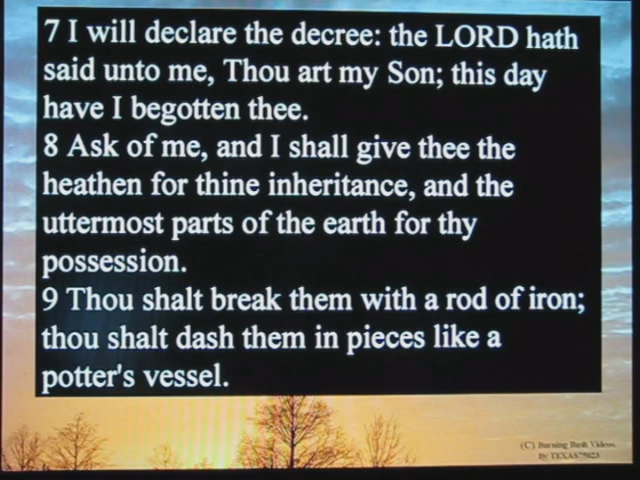 7 I will declare the decree: the LORD hath
said unto me, Thou art my Son; this day
have I begotten thee.
8 Ask of me, and I shall give thee the
heathen for thine inheritance, and the
uttermost parts of the earth for thy
possession.
9 Thou shalt break them with a rod of iron;
thou shalt dash them in pieces like a
potter's vessel.
(C) Burning Bush Videos
By TEXAS75023